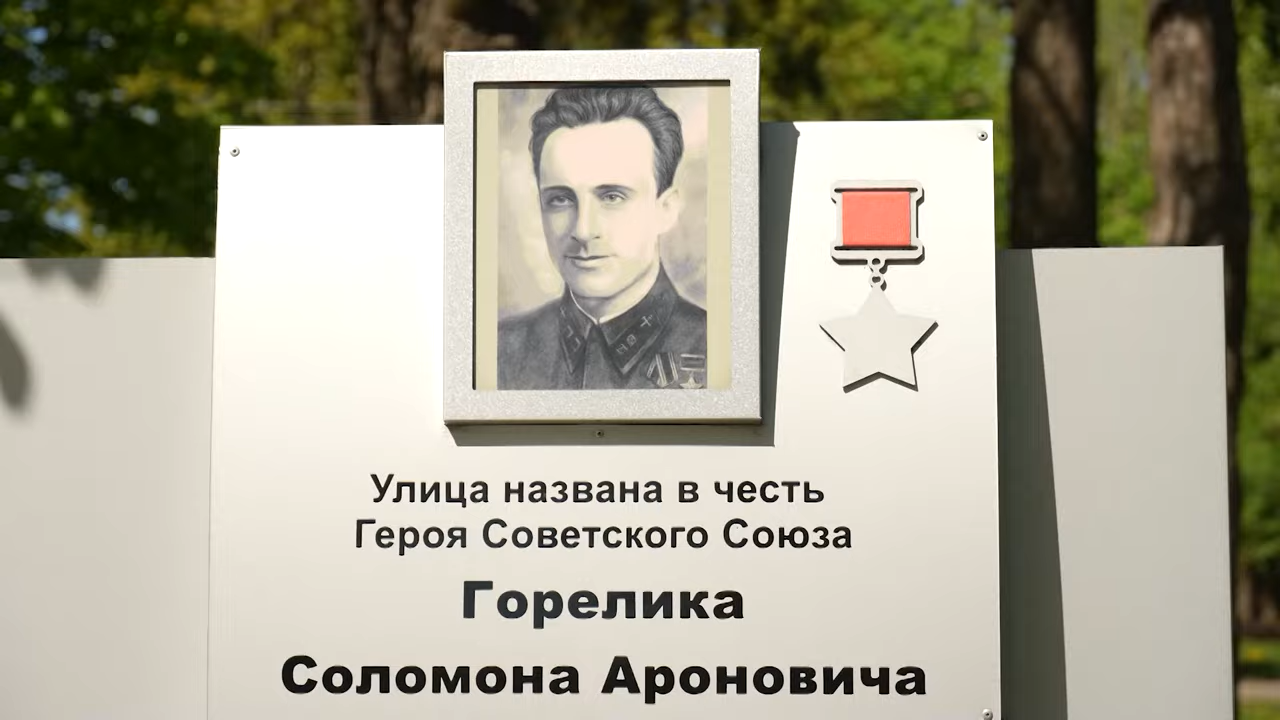 Улица названа в честь
Героя Советского Союза
Горелика
Соломона Ароновича